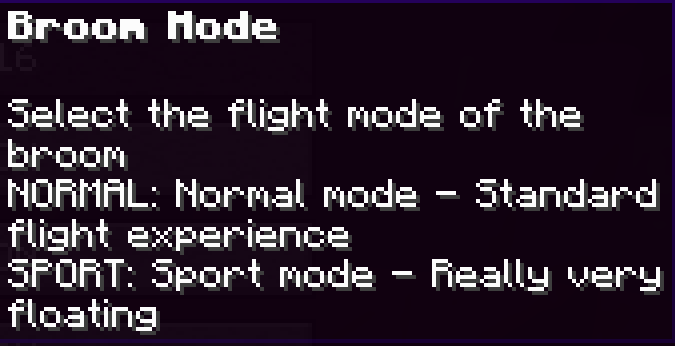 Broom Mode
Select the flight mode of the
broom
NORMAL: Normal mode - Standard
flight experience
SPORT: Sport mode - Really very
floating